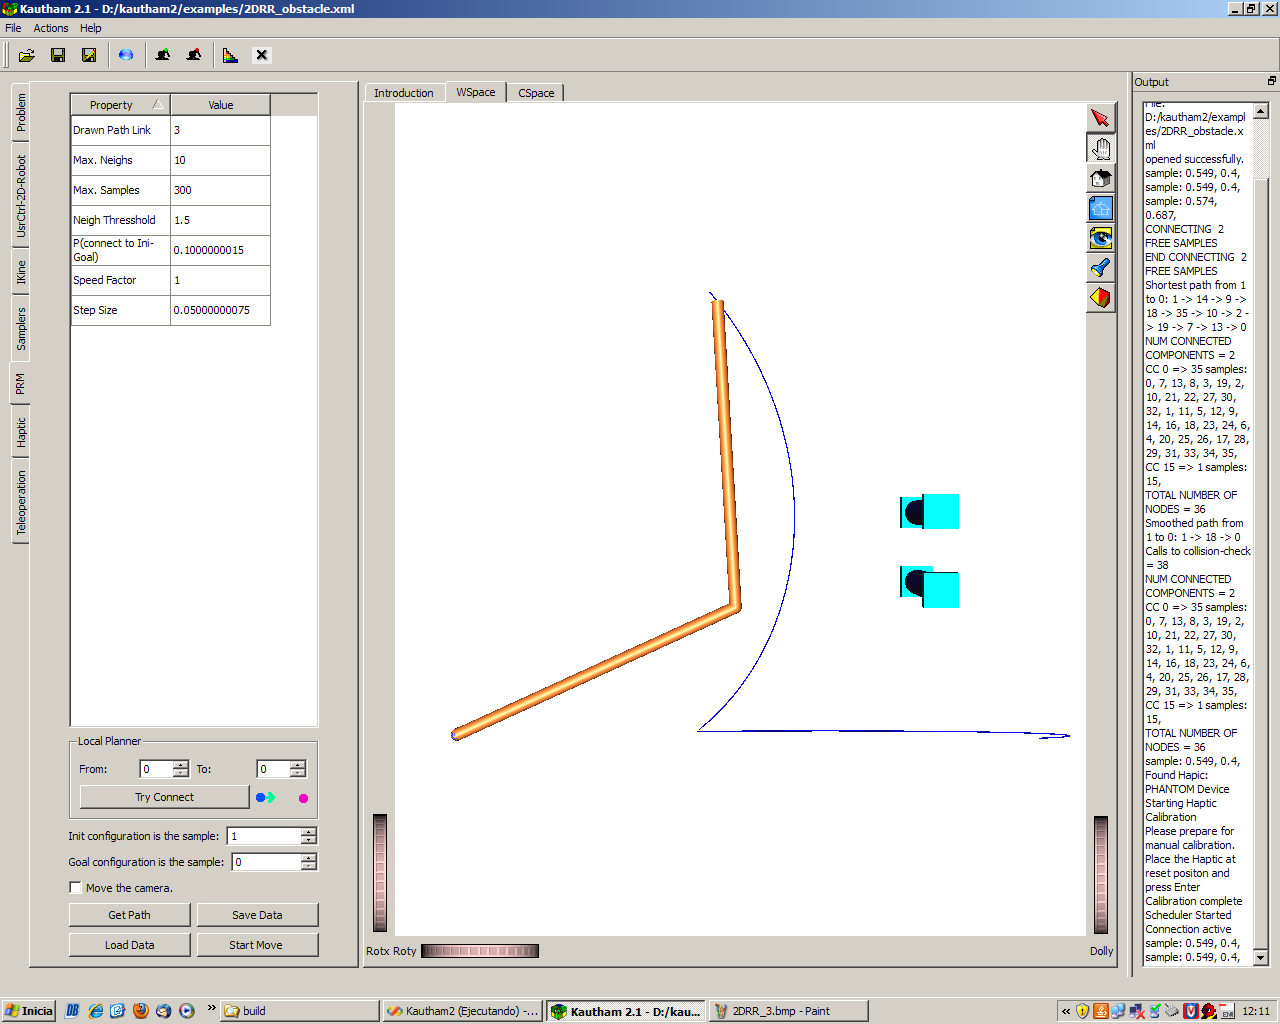 Kautham 2.1 - D:/kautham2/examples/2DRR_obstacle.xml
File Actions Help
Problem
UsrCtrl-2D-Robot
IKine
Samplers
PRM
Haptic
Teleoperation
Property Value
Drawn Path Link 3
Max. Neighs 10
Max. Samples 300
Neigh Thresshold 1.5
P(connect to Ini-
Goal) 0.1000000015
Speed Factor 1
Step Size 0.05000000075
Local Planner
From: 0 To: 0
Try Connect
Init configuration is the sample: 1
Goal configuration is the sample: 0
Move the camera.
Get Path Save Data
Load Data Start Move
Introduction WSpace CSpace
Rotx Roty
Dolly
Output
File:
D:/kautham2/exampl
es/2DRR_obstacle.x
ml
opened successfully.
sample: 0.549, 0.4,
sample: 0.549, 0.4,
sample: 0.574,
0.687,
CONNECTING 2
FREE SAMPLES
END CONNECTING 2
FREE SAMPLES
Shortest path from 1
to 0: 1 -> 14 -> 9 ->
18 -> 35 -> 10 -> 2 -
> 19 -> 7 -> 13 -> 0
NUM CONNECTED
COMPONENTS = 2
CC 0 => 35 samples:
0, 7, 13, 8, 3, 19, 2,
10, 21, 22, 27, 30,
32, 1, 11, 5, 12, 9,
14, 16, 18, 23, 24, 6,
4, 20, 25, 26, 17, 28,
29, 31, 33, 34, 35,
CC 15 => 1 samples:
15,
TOTAL NUMBER OF
NODES = 36
Smoothed path from
1 to 0: 1 -> 18 -> 0
Calls to collision-check
= 38
NUM CONNECTED
COMPONENTS = 2
CC 0 => 35 samples:
0, 7, 13, 8, 3, 19, 2,
10, 21, 22, 27, 30,
32, 1, 11, 5, 12, 9,
14, 16, 18, 23, 24, 6,
4, 20, 25, 26, 17, 28,
29, 31, 33, 34, 35,
CC 15 => 1 samples:
15,
TOTAL NUMBER OF
NODES = 36
sample: 0.549, 0.4,
Found Hapic:
PHANTOM Device
Starting Haptic
Calibration
Please prepare for
manual calibration.
Place the Haptic at
reset positon and
press Enter
Calibration complete
Scheduler Started
Connection active
sample: 0.549, 0.4,
sample: 0.549, 0.4,
Inicia DB » build Kautham2 (Ejecutando) -... Kautham 2.1 - D:/kau... 2DRR_3.bmp - Paint « EN 12:11